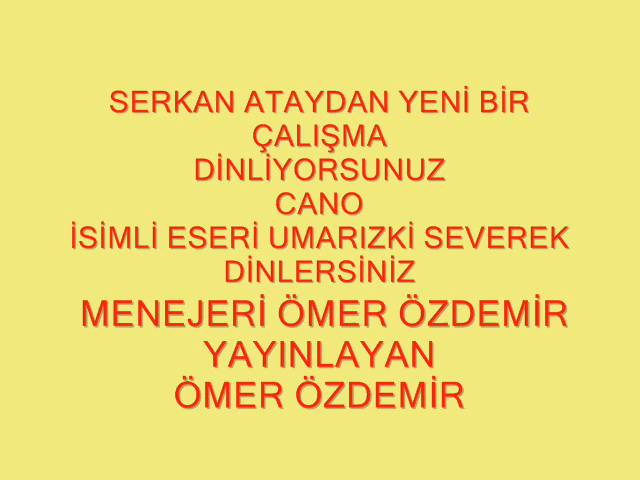 SERKAN ATAYDAN YENİ BİR
ÇALIŞMA
DİNLİYORSUNUZ
CANO
İSİMLİ ESERİ UMARIZKİ SEVEREK
DİNLERSİNİZ
MENEJERİ ÖMER ÖZDEMİR
YAYINLAYAN
ÖMER ÖZDEMİR